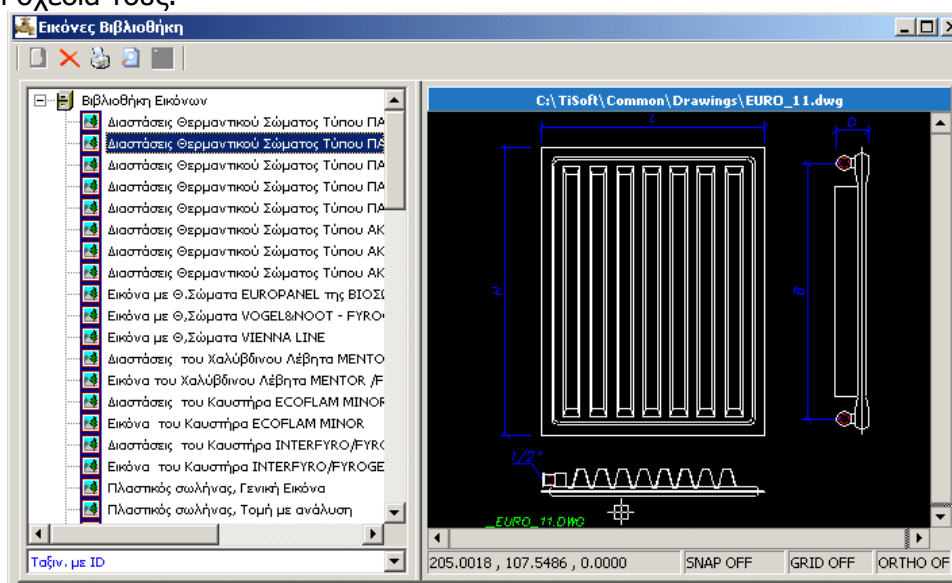 σχέδιά τους.
Εικόνες Βιβλιοθήκη
Βιβλιοθήκη Εικόνων
Διαστάσεις Θερμαντικού Σώματος Τύπου ΠΑ
Διαστάσεις Θερμαντικού Σώματος Τύπου ΠΑ
Διαστάσεις Θερμαντικού Σώματος Τύπου ΠΑ
Διαστάσεις Θερμαντικού Σώματος Τύπου ΠΑ
Διαστάσεις Θερμαντικού Σώματος Τύπου ΠΑ
Διαστάσεις Θερμαντικού Σώματος Τύπου ΑΚ
Διαστάσεις Θερμαντικού Σώματος Τύπου ΑΚ
Διαστάσεις Θερμαντικού Σώματος Τύπου ΑΚ
Εικόνα με Θ.Σώματα EUROPANEL της ΒΙΟΣΩ
Εικόνα με Θ,Σώματα VOGEL&NOOT - FYRO
Εικόνα με Θ,Σώματα VIENNA LINE
Διαστάσεις του Χαλύβδινου Λέβητα MENTO
Εικόνα του Χαλύβδινου Λέβητα MENTOR /F
Διαστάσεις του Καυστήρα ECOFLAM MINOR
Εικόνα του Καυστήρα ECOFLAM MINOR
Διαστάσεις του Καυστήρα INTERFYRO/FYRO
Εικόνα του Καυστήρα INTERFYRO/FYROGE
Πλαστικός σωλήνας, Γενική Εικόνα
Πλαστικός σωλήνας, Τομή με ανάλυση
Ταξιν. με ID
C:\TiSoft\Common\Drawings\EURO_11.dwg
L
D
H
B
1/2"
_EURO_11.DWG
205.0018 , 107.5486 , 0.0000
SNAP OFF
GRID OFF
ORTHO OF